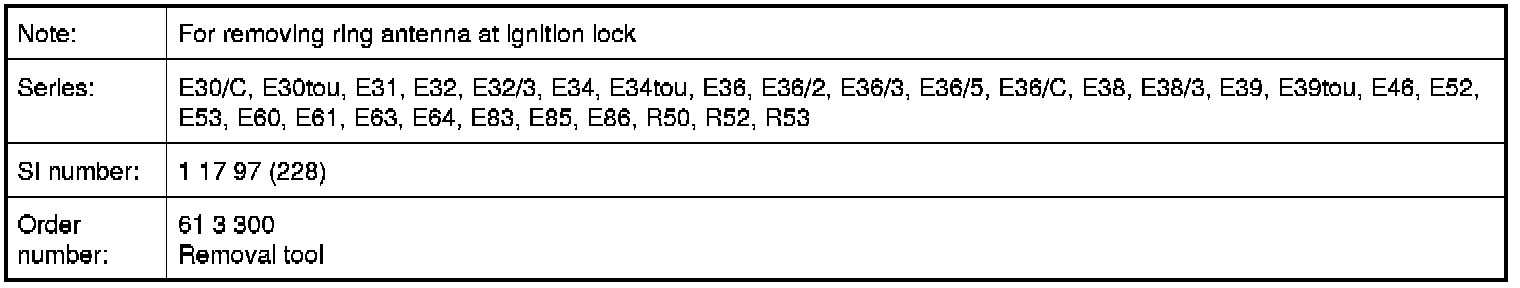 Note: For removing ring antenna at ignition lock
Series: E30/C, E30tou, E31, E32, E32/3, E34, E34tou, E36, E36/2, E36/3, E36/5, E36/C, E38, E38/3, E39, E39tou, E46, E52,
E53, E60, E61, E63, E64, E83, E85, E86, R50, R52, R53
SI number: 1 17 97 (228)
Order 61 3 300
number: Removal tool